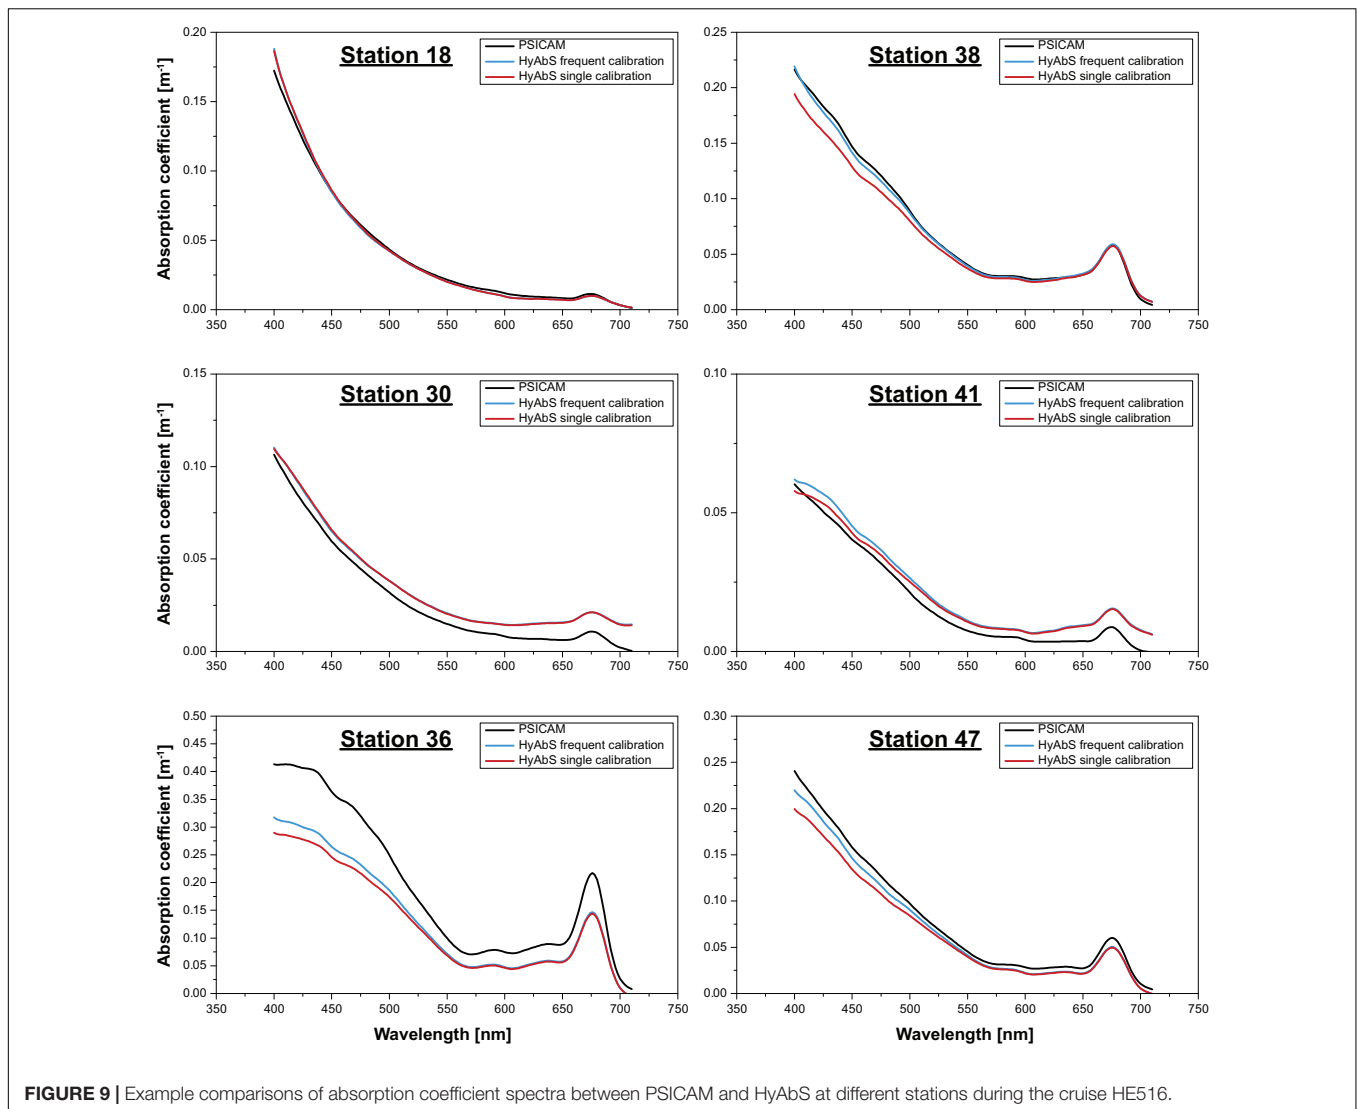 Station 18
PSICAM
HyAbS frequent calibration
HyAbS single calibration
Absorption coefficient [m⁻¹]
0.20
0.15
0.10
0.05
0.00
350 400 450 500 550 600 650 700 750
Station 38
PSICAM
HyAbS frequent calibration
HyAbS single calibration
Absorption coefficient [m⁻¹]
0.25
0.20
0.15
0.10
0.05
0.00
350 400 450 500 550 600 650 700 750
Station 30
PSICAM
HyAbS frequent calibration
HyAbS single calibration
Absorption coefficient [m⁻¹]
0.15
0.10
0.05
0.00
350 400 450 500 550 600 650 700 750
Station 41
PSICAM
HyAbS frequent calibration
HyAbS single calibration
Absorption coefficient [m⁻¹]
0.10
0.05
0.00
350 400 450 500 550 600 650 700 750
Station 36
PSICAM
HyAbS frequent calibration
HyAbS single calibration
Absorption coefficient [m⁻¹]
0.50
0.45
0.40
0.35
0.30
0.25
0.20
0.15
0.10
0.05
0.00
350 400 450 500 550 600 650 700 750
Wavelength [nm]
Station 47
PSICAM
HyAbS frequent calibration
HyAbS single calibration
Absorption coefficient [m⁻¹]
0.30
0.25
0.20
0.15
0.10
0.05
0.00
350 400 450 500 550 600 650 700 750
Wavelength [nm]
FIGURE 9 | Example comparisons of absorption coefficient spectra between PSICAM and HyAbS at different stations during the cruise HE516.